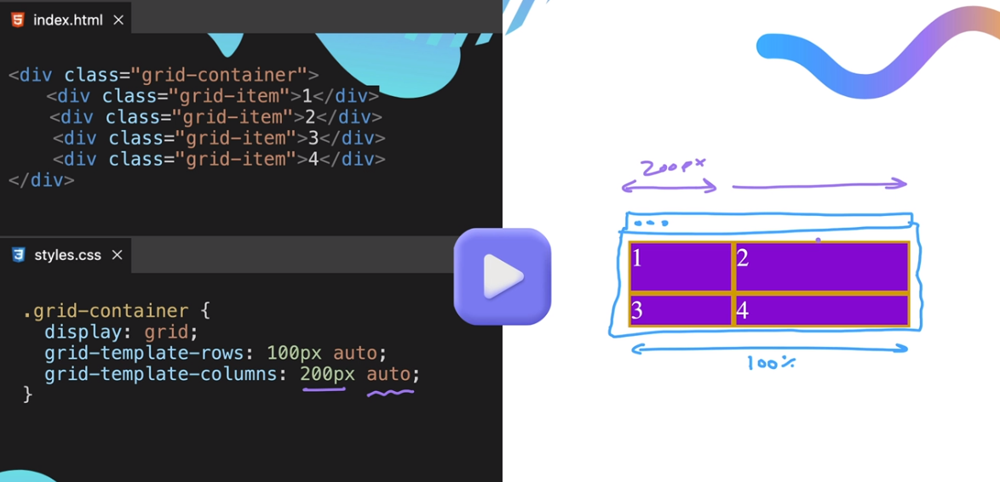 index.html ×
<div class="grid-container">
<div class="grid-item">1</div>
<div class="grid-item">2</div>
<div class="grid-item">3</div>
<div class="grid-item">4</div>
</div>
styles.css ×
.grid-container {
display: grid;
grid-template-rows: 100px auto;
grid-template-columns: 200px auto;
}
200px
1 2
3 4
100%